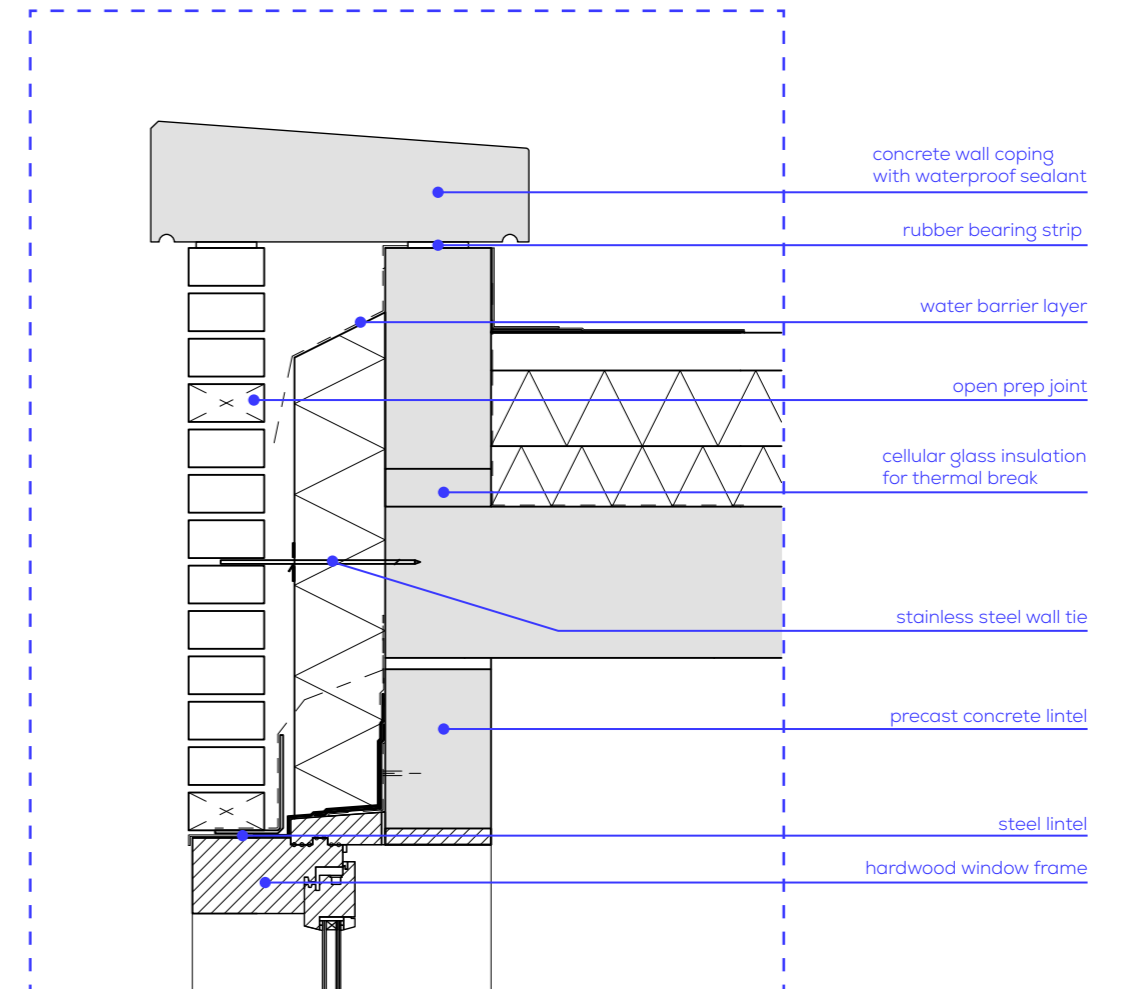 concrete wall coping
with waterproof sealant
rubber bearing strip
water barrier layer
open prep joint
cellular glass insulation
for thermal break
stainless steel wall tie
precast concrete lintel
steel lintel
hardwood window frame